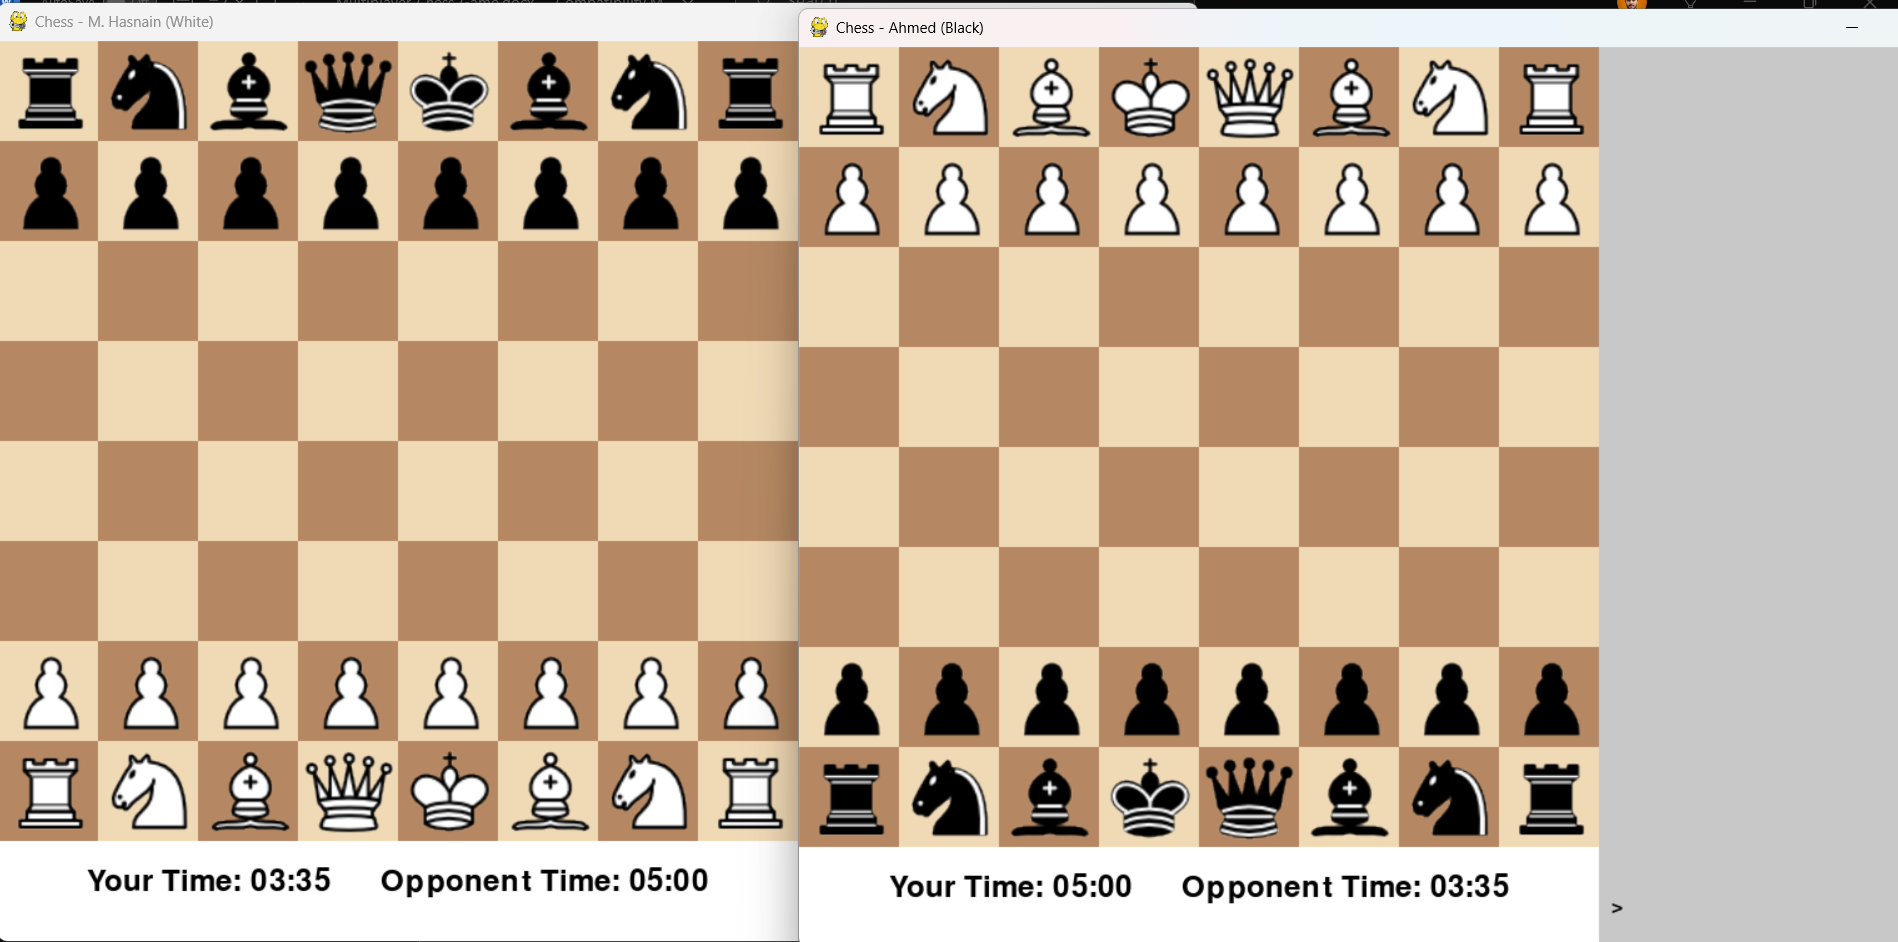 Chess - M. Hasnain (White)
Your Time: 03:35 Opponent Time: 05:00
Chess - Ahmed (Black)
Your Time: 05:00 Opponent Time: 03:35
>